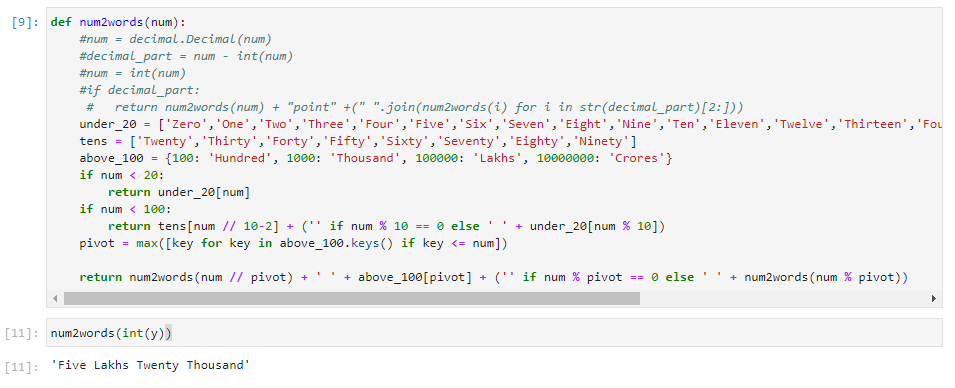 [9]: def num2words(num):
    #num = decimal.Decimal(num)
    #decimal_part = num - int(num)
    #num = int(num)
    #if decimal_part:
     #   return num2words(num) + "point" +(" ".join(num2words(i) for i in str(decimal_part)[2:]))
    under_20 = ['Zero','One','Two','Three','Four','Five','Six','Seven','Eight','Nine','Ten','Eleven','Twelve','Thirteen','Fou
    tens = ['Twenty','Thirty','Forty','Fifty','Sixty','Seventy','Eighty','Ninety']
    above_100 = {100: 'Hundred', 1000: 'Thousand', 100000: 'Lakhs', 10000000: 'Crores'}
    if num < 20:
        return under_20[num]
    if num < 100:
        return tens[num // 10-2] + ('' if num % 10 == 0 else ' ' + under_20[num % 10])
    pivot = max([key for key in above_100.keys() if key <= num])
    return num2words(num // pivot) + ' ' + above_100[pivot] + ('' if num % pivot == 0 else ' ' + num2words(num % pivot))
[11]: num2words(int(y))
[11]: 'Five Lakhs Twenty Thousand'